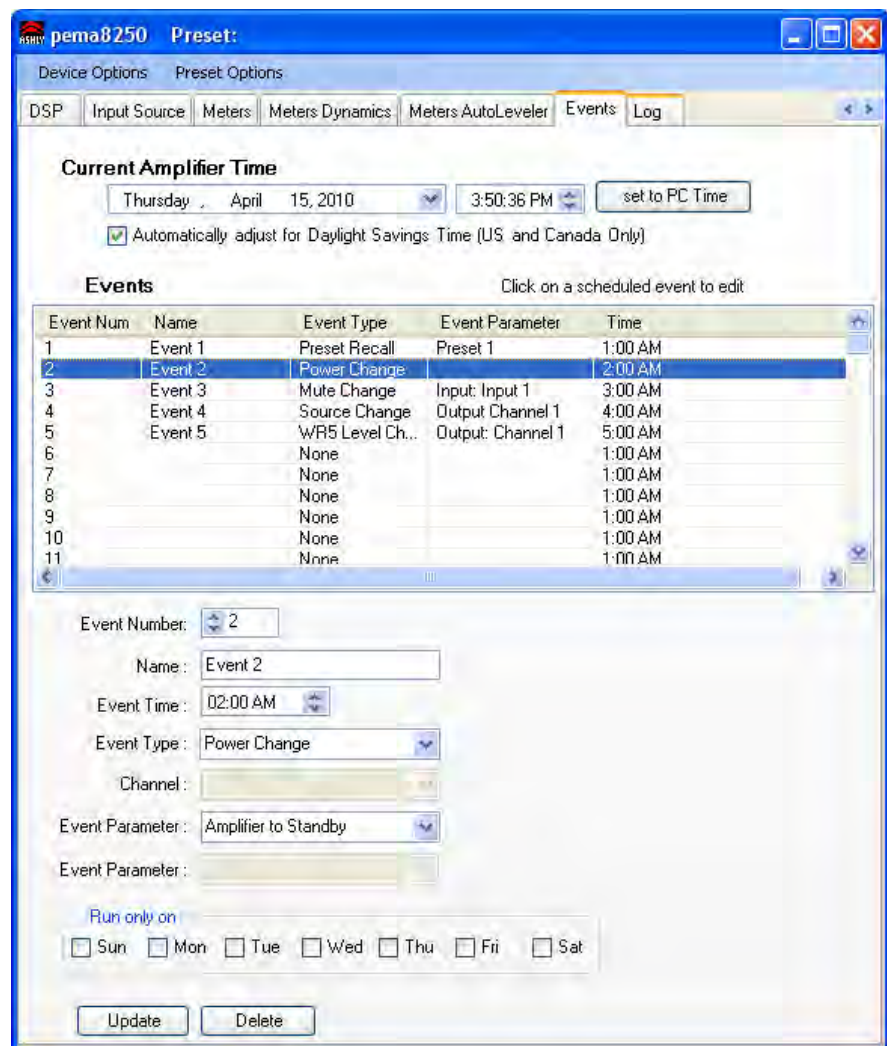 ASHLY pema8250 Preset:
Device Options Preset Options
DSP Input Source Meters Meters Dynamics Meters AutoLeveler Events Log
Current Amplifier Time
Thursday , April 15, 2010 3:50:36 PM set to PC Time
Automatically adjust for Daylight Savings Time (US and Canada Only)
Events Click on a scheduled event to edit
Event Num Name Event Type Event Parameter Time
1 Event 1 Preset Recall Preset 1 1:00 AM
2 Event 2 Power Change 2:00 AM
3 Event 3 Mute Change Input: Input 1 3:00 AM
4 Event 4 Source Change Output Channel 1 4:00 AM
5 Event 5 WR5 Level Ch... Output: Channel 1 5:00 AM
6 None 1:00 AM
7 None 1:00 AM
8 None 1:00 AM
9 None 1:00 AM
10 None 1:00 AM
11 None 1:00 AM
Event Number: 2
Name : Event 2
Event Time : 02:00 AM
Event Type : Power Change
Channel :
Event Parameter : Amplifier to Standby
Event Parameter :
Run only on
Sun Mon Tue Wed Thu Fri Sat
Update Delete